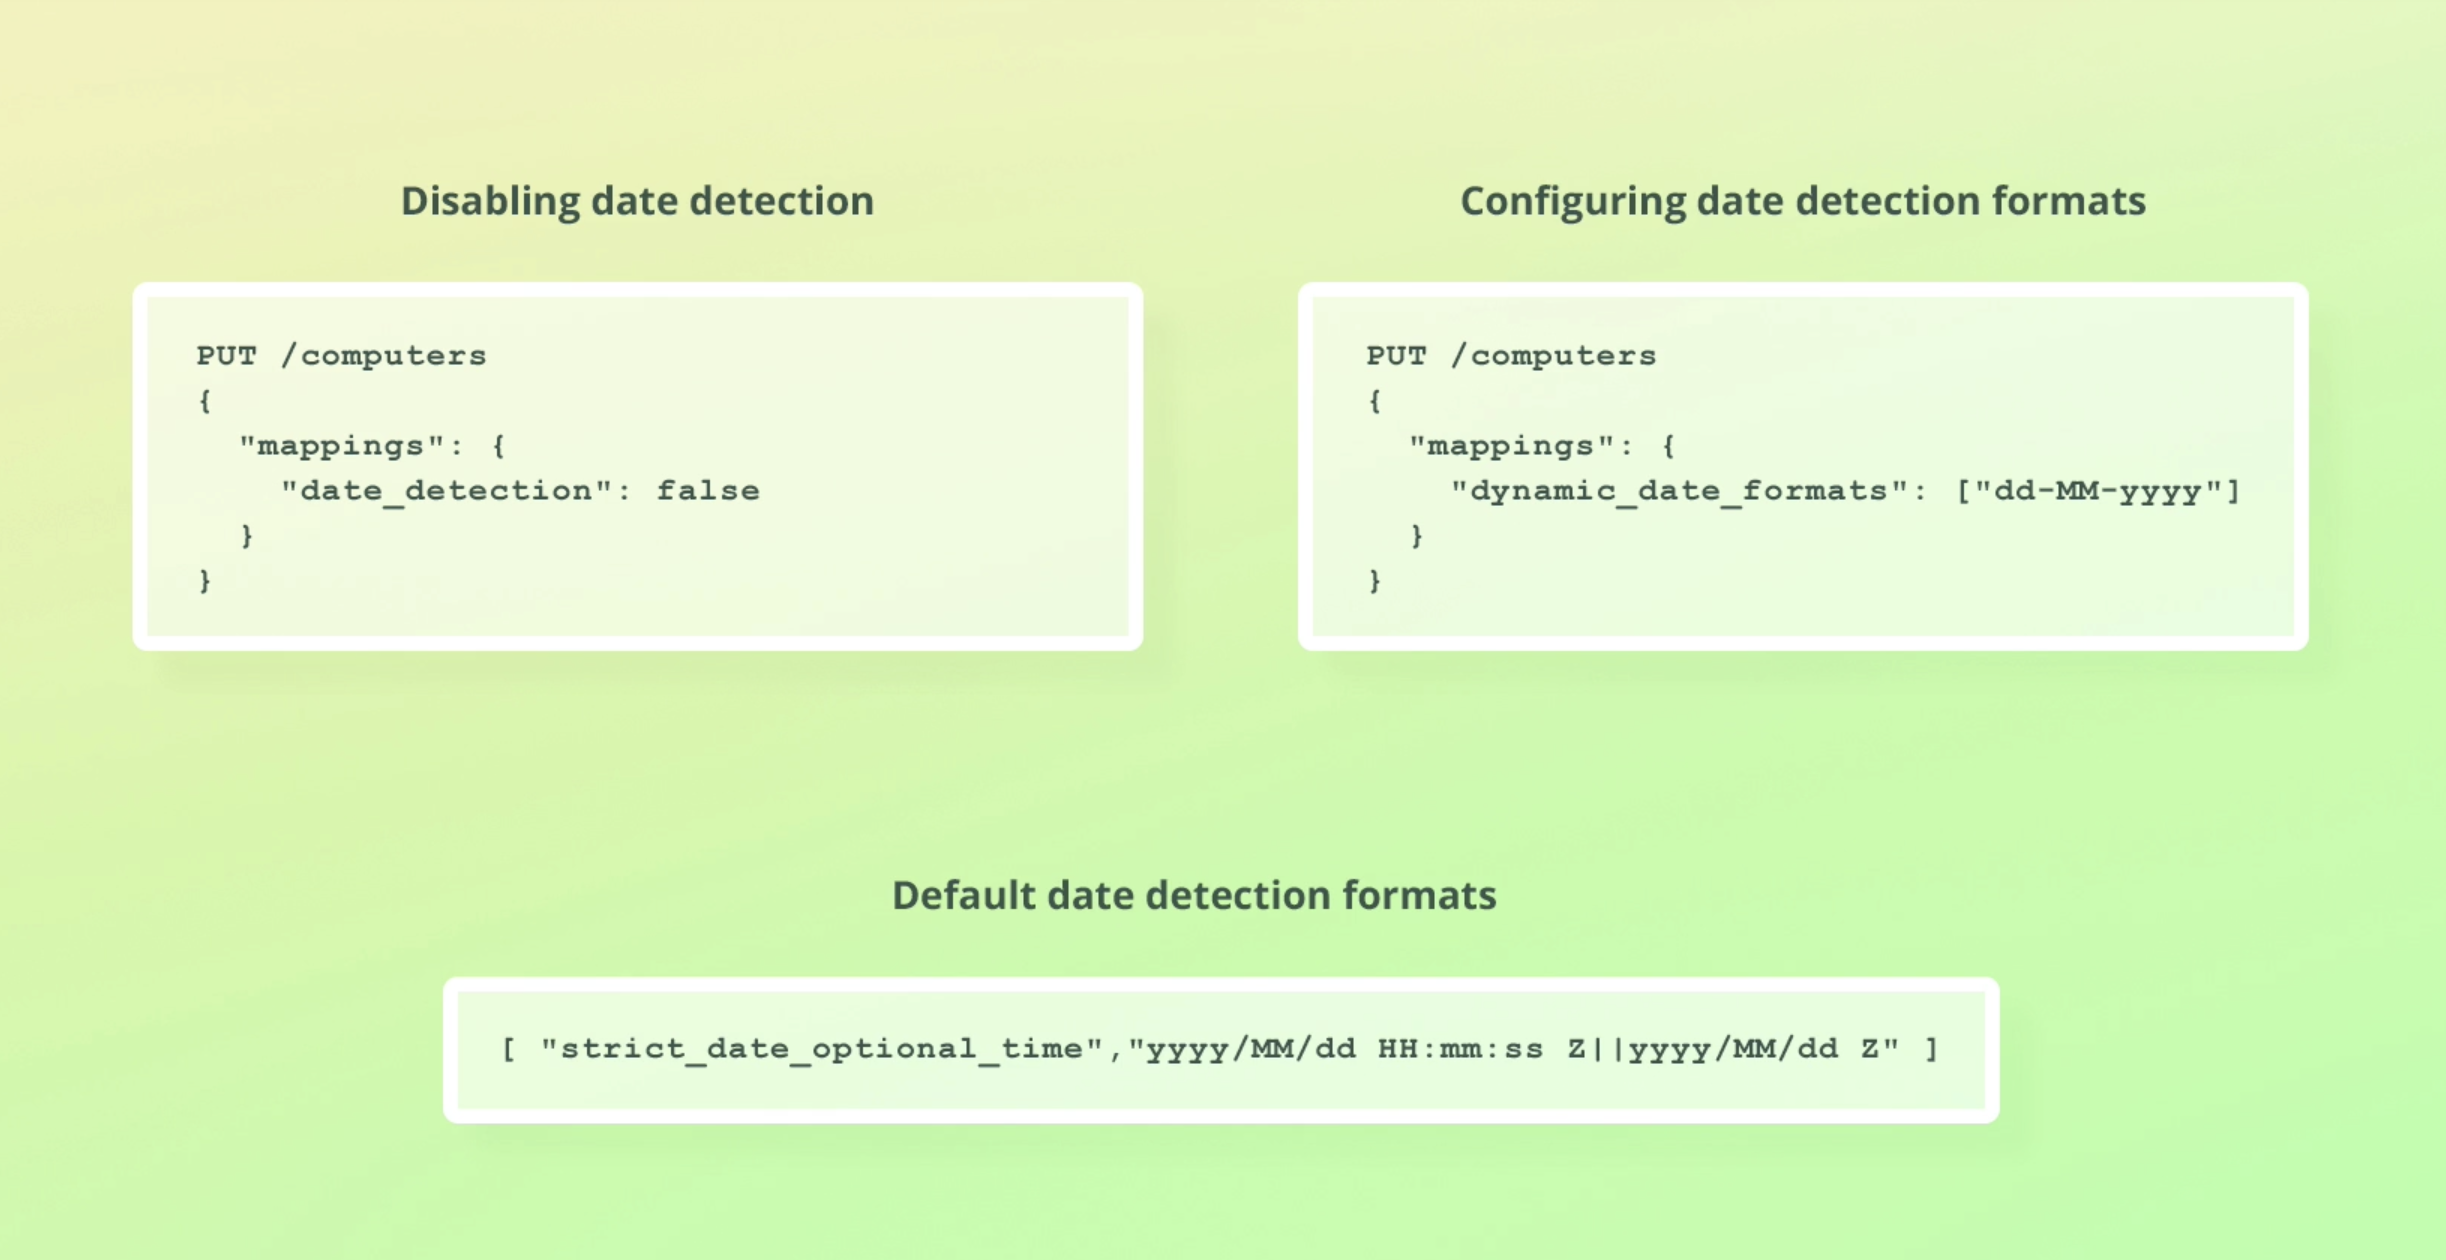 Disabling date detection
PUT /computers
{
  "mappings": {
    "date_detection": false
  }
}
Configuring date detection formats
PUT /computers
{
  "mappings": {
    "dynamic_date_formats": ["dd-MM-yyyy"]
  }
}
Default date detection formats
[ "strict_date_optional_time","yyyy/MM/dd HH:mm:ss Z||yyyy/MM/dd Z" ]